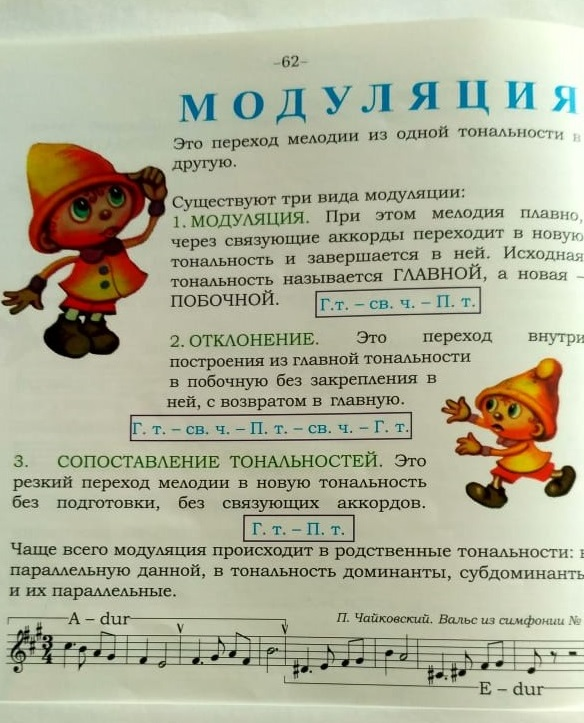 -62-
МОДУЛЯЦИЯ
Это переход мелодии из одной тональности в
другую.
Существуют три вида модуляции:
1. МОДУЛЯЦИЯ. При этом мелодия плавно,
через связующие аккорды переходит в новую
тональность и завершается в ней. Исходная
тональность называется ГЛАВНОЙ, а новая –
ПОБОЧНОЙ. Г.т. – св. ч. – П. т.
2. ОТКЛОНЕНИЕ. Это переход внутри
построения из главной тональности
в побочную без закрепления в
ней, с возвратом в главную.
Г. т. – св. ч. – П. т. – св. ч. – Г. т.
3. СОПОСТАВЛЕНИЕ ТОНАЛЬНОСТЕЙ. Это
резкий переход мелодии в новую тональность
без подготовки, без связующих аккордов.
Г. т. – П. т.
Чаще всего модуляция происходит в родственные тональности: в
параллельную данной, в тональность доминанты, субдоминанты
и их параллельные.
A – dur
П. Чайковский. Вальс из симфонии №
3
4
E – dur